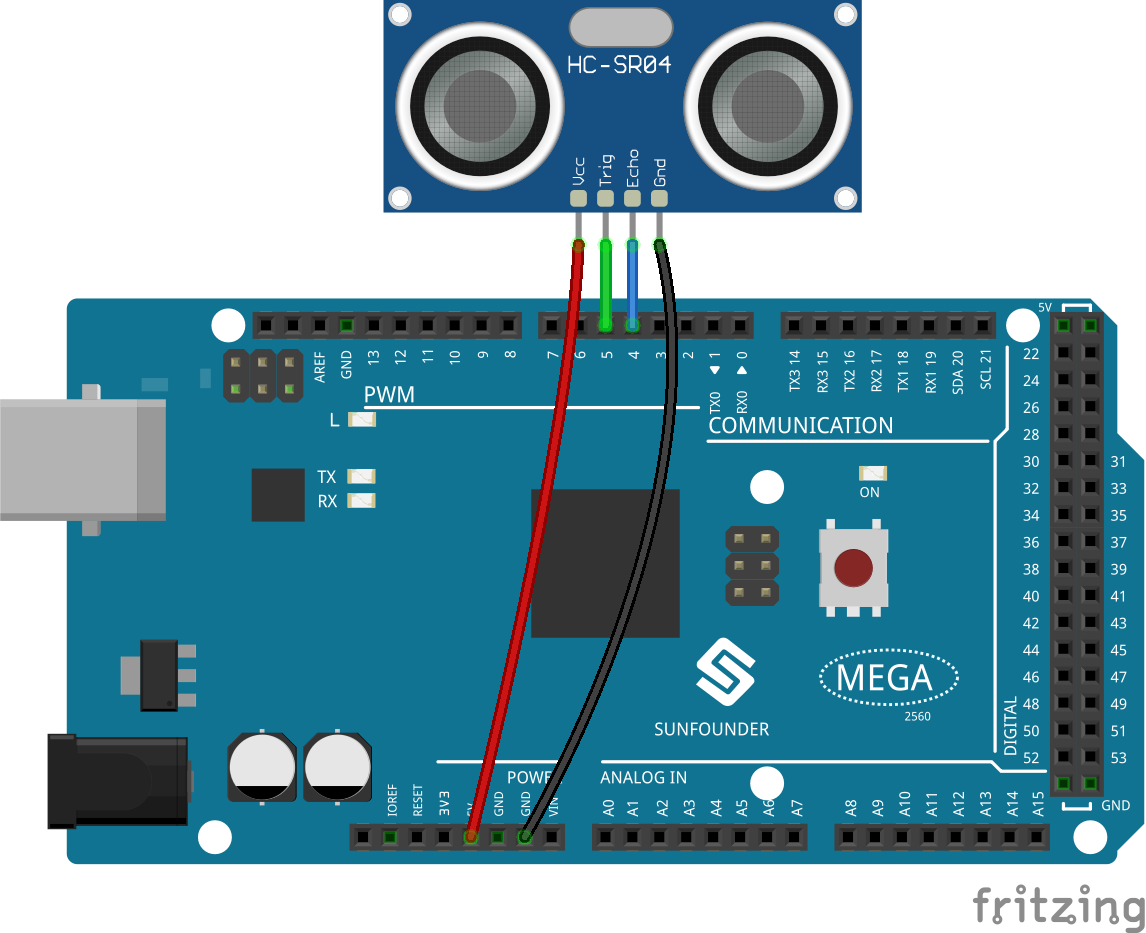 HC-SR04
Vcc
Trig
Echo
Gnd
5V
AREF
GND
13
12
11
10
9
8
7
6
5
4
3
2
TX0 1
RX0 0
TX3 14
RX3 15
TX2 16
RX2 17
TX1 18
RX1 19
SDA 20
SCL 21
PWM
L
COMMUNICATION
TX
RX
ON
22
24
26
28
30 31
32 33
34 35
36 37
38 39
40 41
42 43
44 45
46 47
48 49
50 51
52 53
DIGITAL
GND
MEGA
2560
SUNFOUNDER
ANALOG IN
IOREF
RESET
3V3
GND
GND
VIN
A0
A1
A2
A3
A4
A5
A6
A7
A8
A9
A10
A11
A12
A13
A14
A15
fritzing